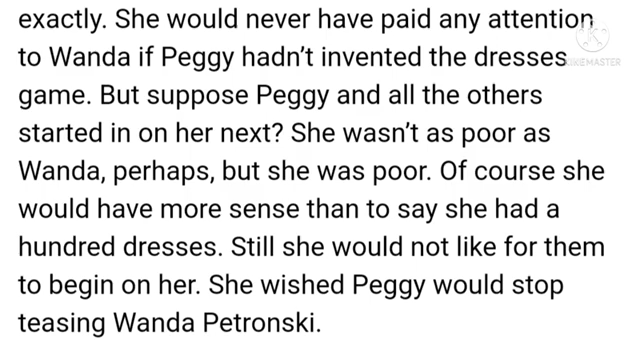 exactly. She would never have paid any attention
to Wanda if Peggy hadn't invented the dresses
game. But suppose Peggy and all the others
started in on her next? She wasn't as poor as
Wanda, perhaps, but she was poor. Of course she
would have more sense than to say she had a
hundred dresses. Still she would not like for them
to begin on her. She wished Peggy would stop
teasing Wanda Petronski.
K
KINEMASTER